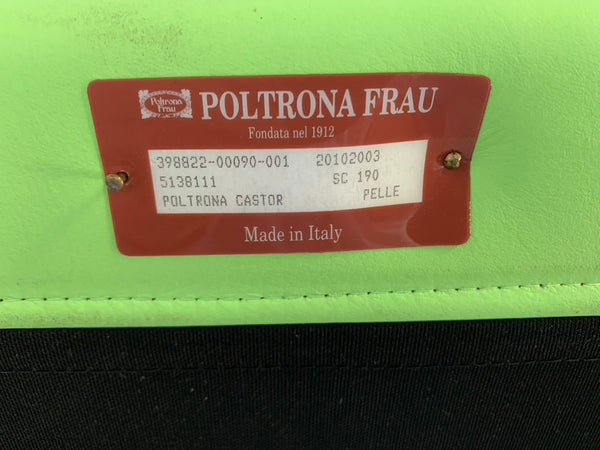 Poltrona
Frau
POLTRONA FRAU
Fondata nel 1912
398822-00090-001 20102003
5138111 SC 190
POLTRONA CASTOR PELLE
Made in Italy